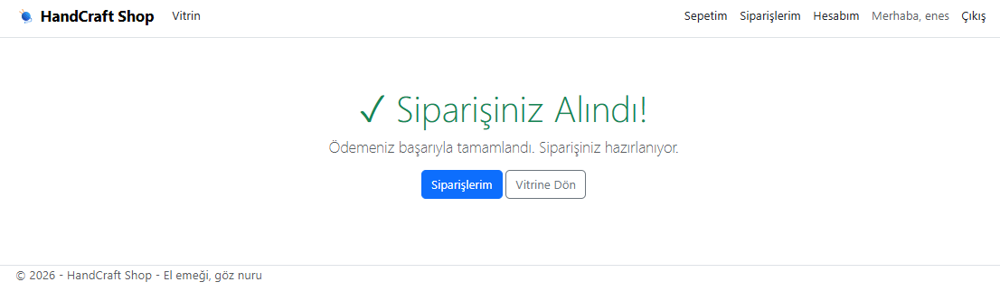 HandCraft Shop Vitrin Sepetim Siparişlerim Hesabım Merhaba, enes Çıkış
✓ Siparişiniz Alındı!
Ödemeniz başarıyla tamamlandı. Siparişiniz hazırlanıyor.
Siparişlerim Vitrine Dön
© 2026 - HandCraft Shop - El emeği, göz nuru